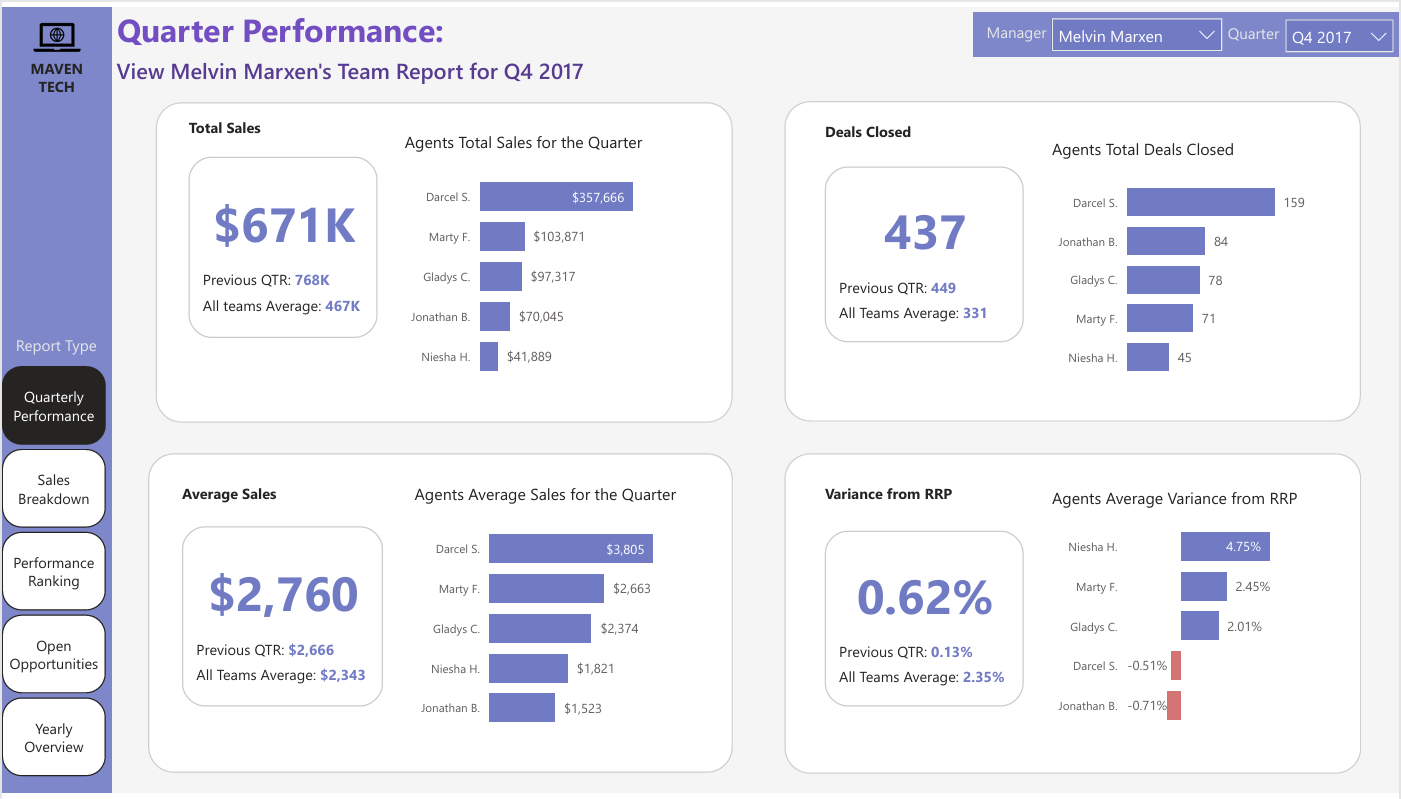 MAVEN
TECH
Quarter Performance:
View Melvin Marxen's Team Report for Q4 2017
Manager
Melvin Marxen
Quarter
Q4 2017
Report Type
Quarterly
Performance
Sales
Breakdown
Performance
Ranking
Open
Opportunities
Yearly
Overview
Total Sales
$671K
Previous QTR: 768K
All teams Average: 467K
Agents Total Sales for the Quarter
Darcel S. $357,666
Marty F. $103,871
Gladys C. $97,317
Jonathan B. $70,045
Niesha H. $41,889
Deals Closed
437
Previous QTR: 449
All Teams Average: 331
Agents Total Deals Closed
Darcel S. 159
Jonathan B. 84
Gladys C. 78
Marty F. 71
Niesha H. 45
Average Sales
$2,760
Previous QTR: $2,666
All Teams Average: $2,343
Agents Average Sales for the Quarter
Darcel S. $3,805
Marty F. $2,663
Gladys C. $2,374
Niesha H. $1,821
Jonathan B. $1,523
Variance from RRP
0.62%
Previous QTR: 0.13%
All Teams Average: 2.35%
Agents Average Variance from RRP
Niesha H. 4.75%
Marty F. 2.45%
Gladys C. 2.01%
Darcel S. -0.51%
Jonathan B. -0.71%